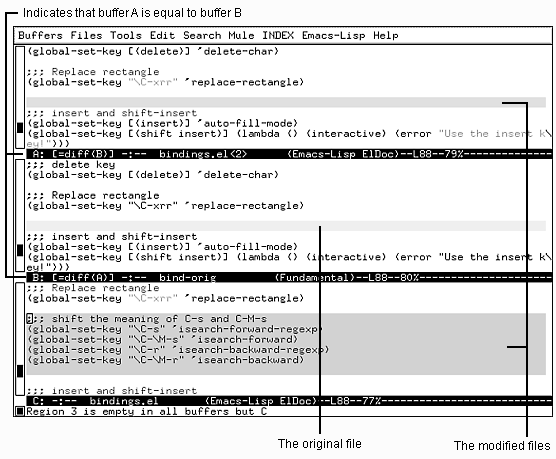 Indicates that buffer A is equal to buffer B
Buffers Files Tools Edit Search Mule INDEX Emacs-Lisp Help
(global-set-key [(delete)] ´delete-char)
;;; Replace rectangle
(global-set-key "\C-xrr" ´replace-rectangle)
;;; insert and shift-insert
(global-set-key [(insert)] ´auto-fill-mode)
(global-set-key [(shift insert)] (lambda () (interactive) (error "Use the insert k\
ey!")))
A: [=diff(B)] -:-- bindings.el<2> (Emacs-Lisp ElDoc)--L88--79%----------------
;;; delete key
(global-set-key [(delete)] ´delete-char)
;;; Replace rectangle
(global-set-key "\C-xrr" ´replace-rectangle)
;;; insert and shift-insert
(global-set-key [(insert)] ´auto-fill-mode)
(global-set-key [(shift insert)] (lambda () (interactive) (error "Use the insert k\
ey!")))
B: [=diff(A)] -:-- bind-orig (Fundamental)--L88--80%----------------------
;;; Replace rectangle
(global-set-key "\C-xrr" ´replace-rectangle)
;;; shift the meaning of C-s and C-M-s
(global-set-key "\C-s" ´isearch-forward-regexp)
(global-set-key "\C-\M-s" ´isearch-forward)
(global-set-key "\C-r" ´isearch-backward-regexp)
(global-set-key "\C-\M-r" ´isearch-backward)
;;; insert and shift-insert
C: -:-- bindings.el (Emacs-Lisp ElDoc)--L88--77%---------------------------
Region 3 is empty in all buffers but C
The original file
The modified files